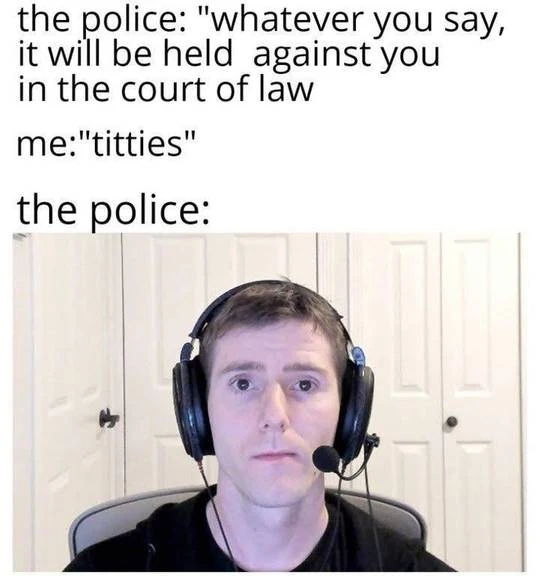 the police: "whatever you say,
it will be held  against you
in the court of law
me:"titties"
the police: